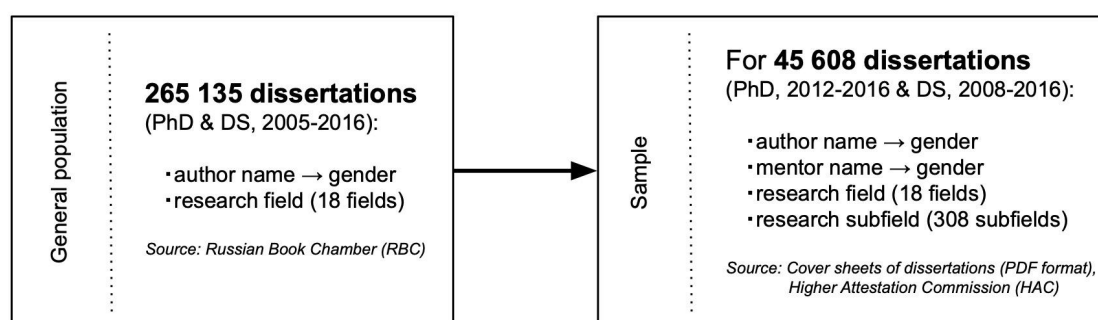 General population
265 135 dissertations
(PhD & DS, 2005-2016):
· author name → gender
· research field (18 fields)
Source: Russian Book Chamber (RBC)
Sample
For 45 608 dissertations
(PhD, 2012-2016 & DS, 2008-2016):
· author name → gender
· mentor name → gender
· research field (18 fields)
· research subfield (308 subfields)
Source: Cover sheets of dissertations (PDF format),
Higher Attestation Commission (HAC)